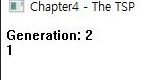 Chapter4 - The TSP
Generation: 2
1